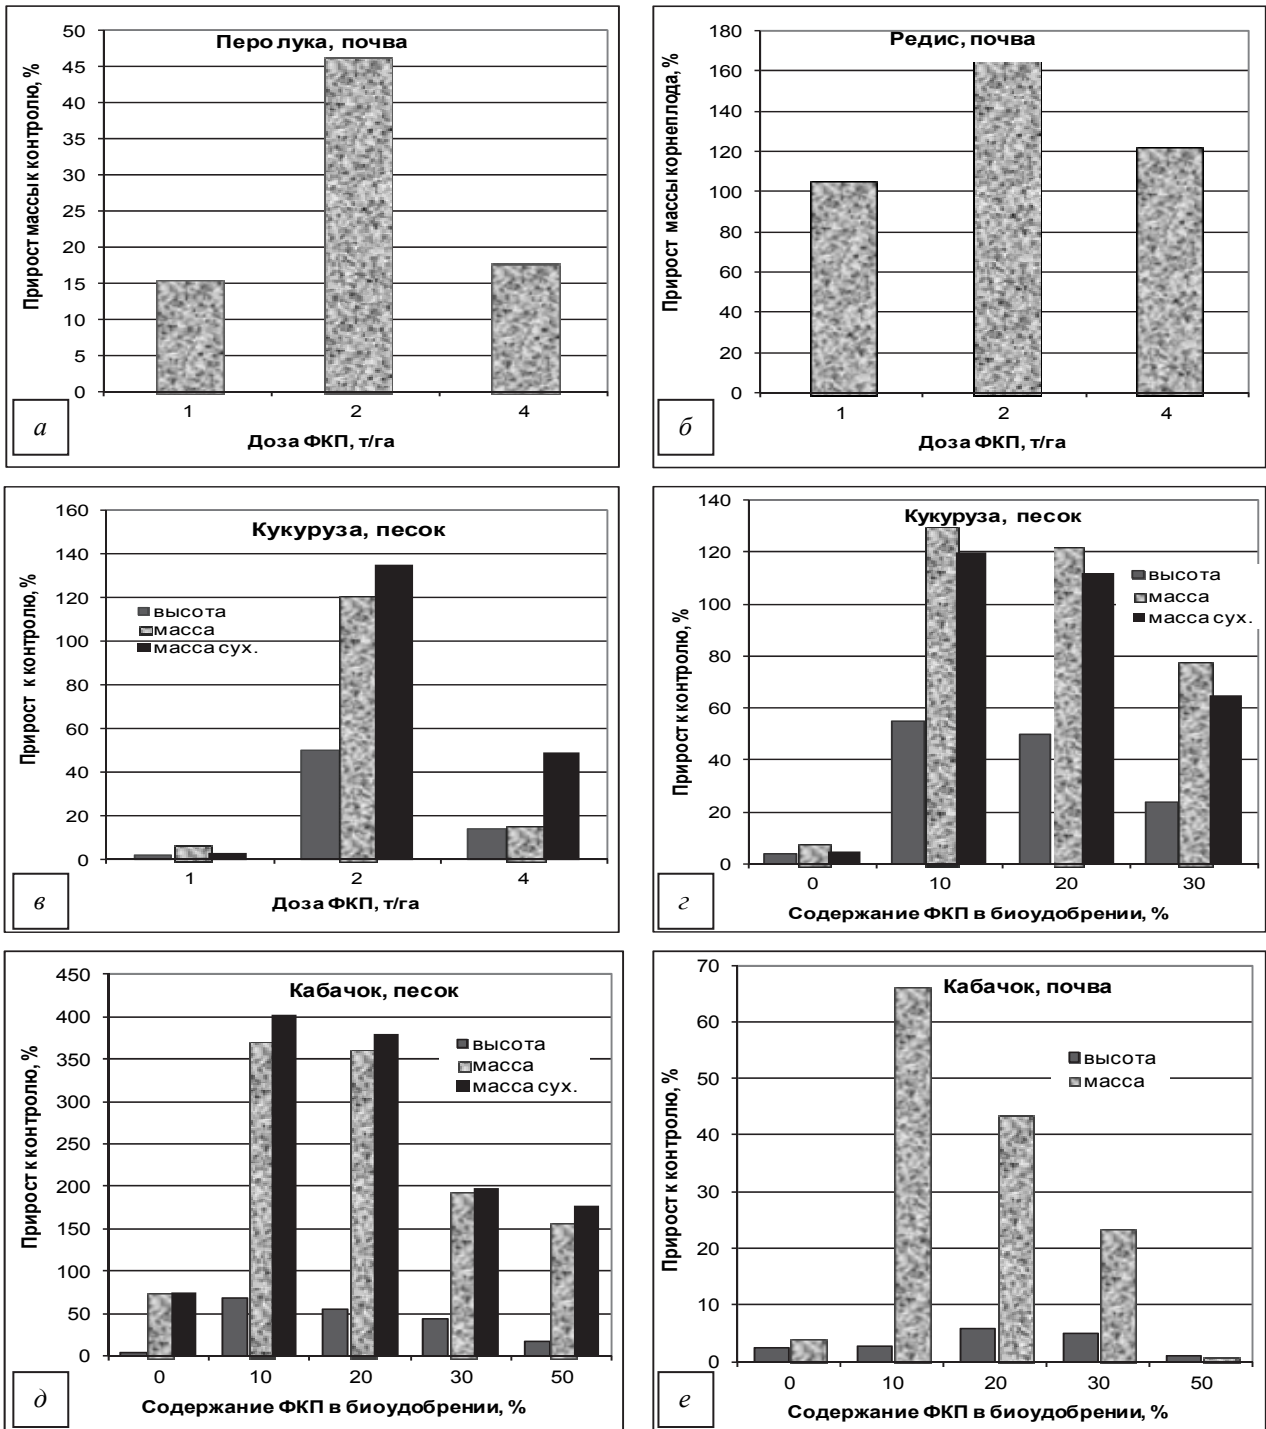 Перо лука, почва
Прирост массы к контролю, %
50
45
40
35
30
25
20
15
10
5
0
1 2 4
Доза ФКП, т/га
а
Редис, почва
Прирост массы корнеплода, %
180
160
140
120
100
80
60
40
20
0
1 2 4
Доза ФКП, т/га
б
Кукуруза, песок
Прирост к контролю, %
160
140
120
100
80
60
40
20
0
высота
масса
масса сух.
1 2 4
Доза ФКП, т/га
в
Кукуруза, песок
Прирост к контролю, %
140
120
100
80
60
40
20
0
высота
масса
масса сух.
0 10 20 30
Содержание ФКП в биоудобрении, %
г
Кабачок, песок
Прирост к контролю, %
450
400
350
300
250
200
150
100
50
0
высота
масса
масса сух.
0 10 20 30 50
Содержание ФКП в биоудобрении, %
д
Кабачок, почва
Прирост к контролю, %
70
60
50
40
30
20
10
0
высота
масса
0 10 20 30 50
Содержание ФКП в биоудобрении, %
е